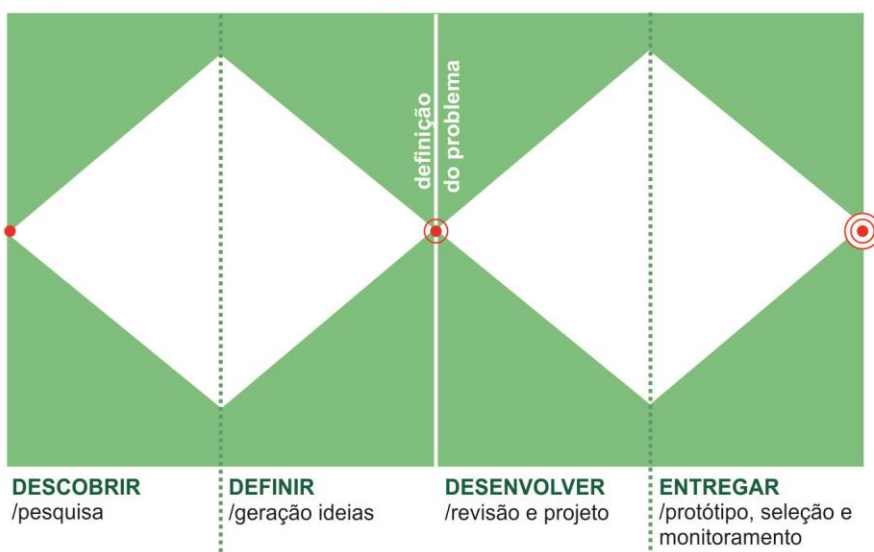 definição
do problema
DESCOBRIR
/pesquisa
DEFINIR
/geração ideias
DESENVOLVER
/revisão e projeto
ENTREGAR
/protótipo, seleção e
monitoramento